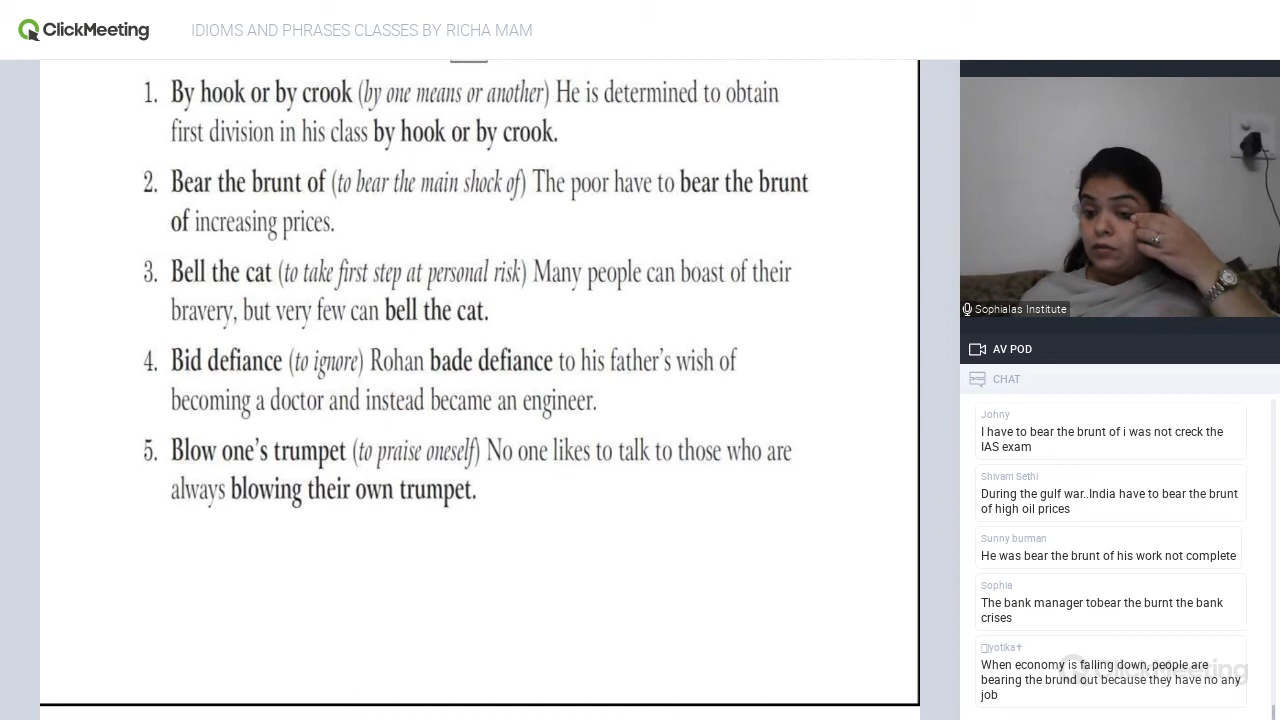 ClickMeeting
IDIOMS AND PHRASES CLASSES BY RICHA MAM
1. By hook or by crook (by one means or another) He is determined to obtain
first division in his class by hook or by crook.
2. Bear the brunt of (to bear the main shock of) The poor have to bear the brunt
of increasing prices.
3. Bell the cat (to take first step at personal risk) Many people can boast of their
bravery, but very few can bell the cat.
4. Bid defiance (to ignore) Rohan bade defiance to his father's wish of
becoming a doctor and instead became an engineer.
5. Blow one's trumpet (to praise oneself) No one likes to talk to those who are
always blowing their own trumpet.
Sophialas Institute
AV POD
CHAT
Johny
I have to bear the brunt of i was not creck the
IAS exam
Shivam Sethi
During the gulf war..India have to bear the brunt
of high oil prices
Sunny burman
He was bear the brunt of his work not complete
Sophia
The bank manager tobear the burnt the bank
crises
yotika✝
When economy is falling down, people are
bearing the brund out because they have no any
job
ClickMeeting